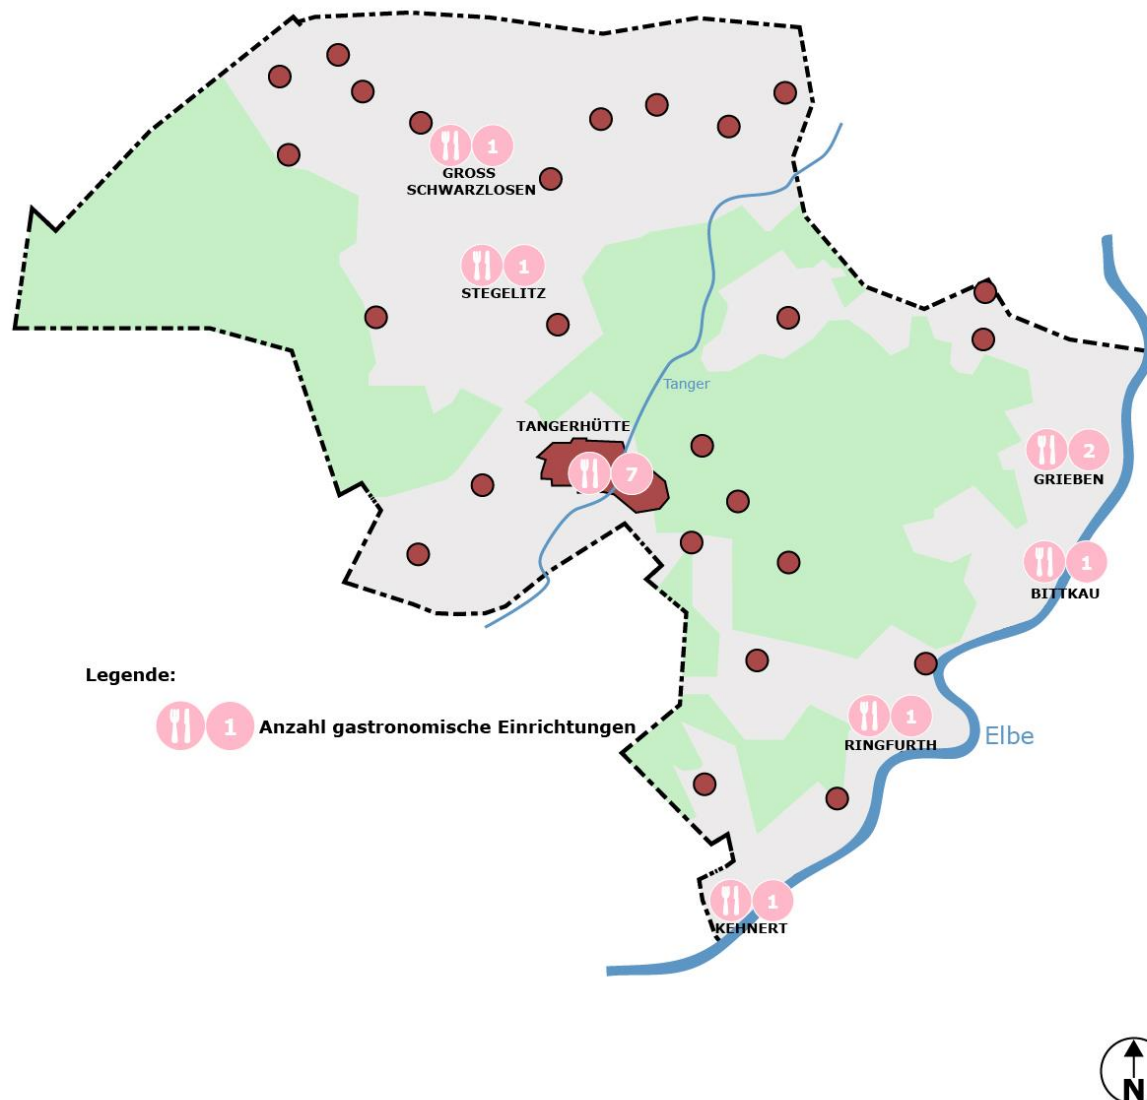 1
GROSS
SCHWARZLOSEN
1
STEGELITZ
Tanger
TANGERHÜTTE
7
2
GRIEBEN
1
BITTKAU
Legende:
1 Anzahl gastronomische Einrichtungen
1
RINGFURTH
Elbe
1
KEHNERT
N